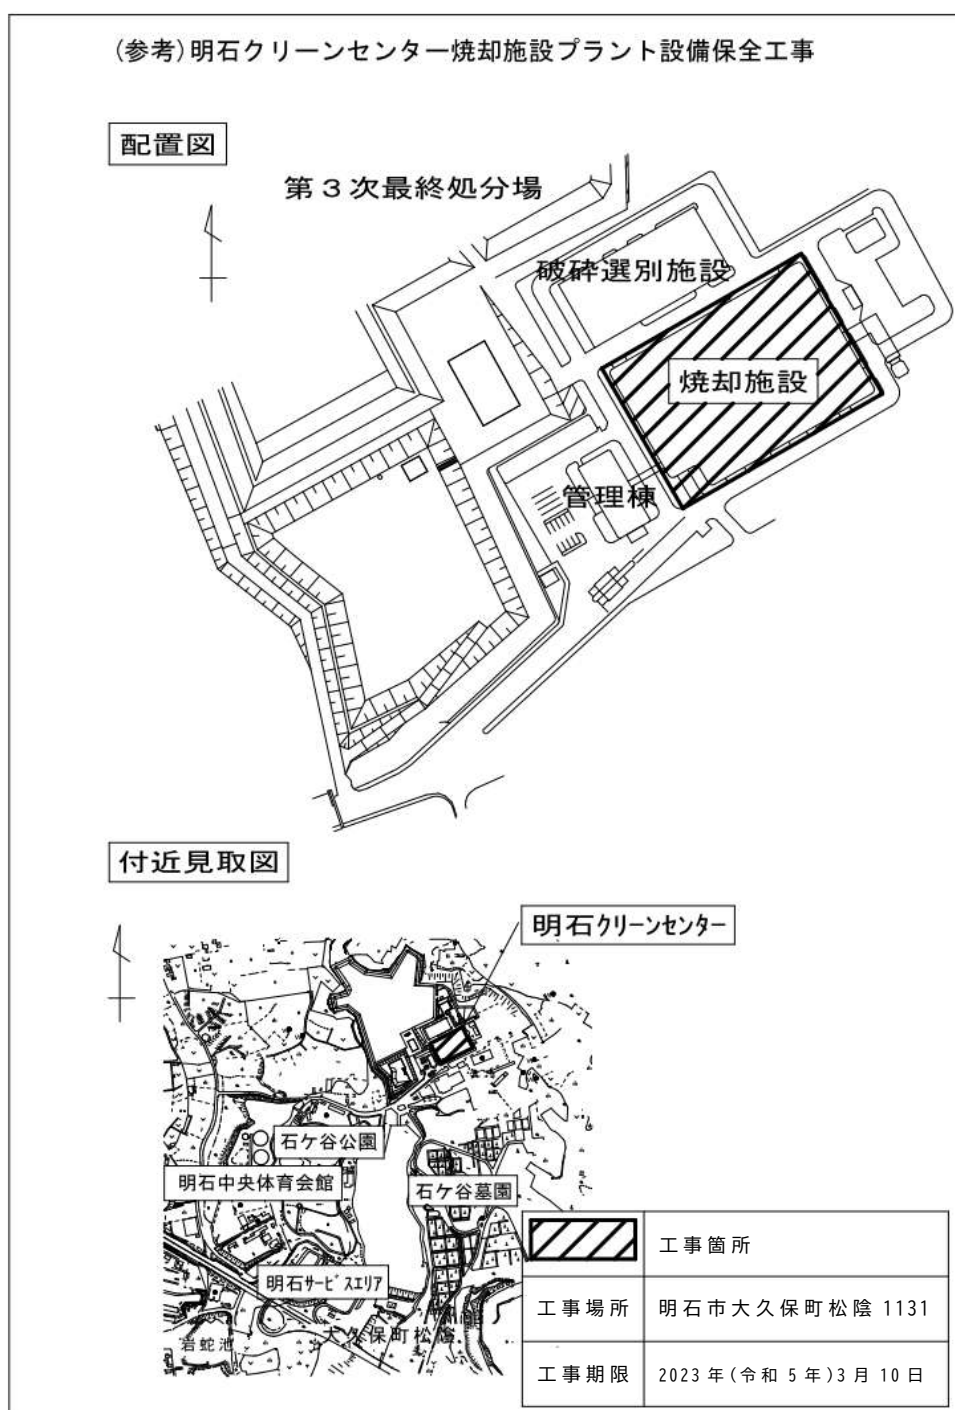 (参考)明石クリーンセンター焼却施設プラント設備保全工事
配置図
第3次最終処分場
破砕選別施設
焼却施設
管理棟
付近見取図
明石クリーンセンター
石ケ谷公園
明石中央体育会館
石ケ谷墓園
明石サービスエリア
大久保町松陰
岩蛇池
工事箇所
工事場所 明石市大久保町松陰 1131
工事期限 2023年(令和5年)3月10日